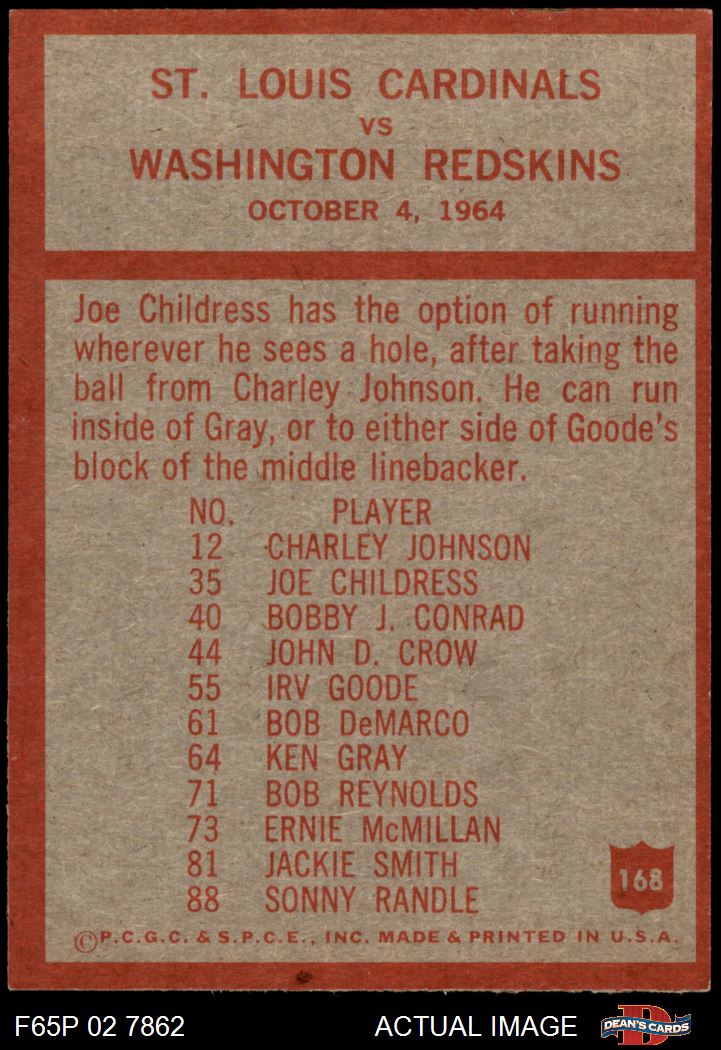 ST. LOUIS CARDINALS
VS
WASHINGTON REDSKINS
OCTOBER 4, 1964
Joe Childress has the option of running
wherever he sees a hole, after taking the
ball from Charley Johnson. He can run
inside of Gray, or to either side of Goode's
block of the middle linebacker.
NO. PLAYER
12 CHARLEY JOHNSON
35 JOE CHILDRESS
40 BOBBY J. CONRAD
44 JOHN D. CROW
55 IRV GOODE
61 BOB DeMARCO
64 KEN GRAY
71 BOB REYNOLDS
73 ERNIE McMILLAN
81 JACKIE SMITH
88 SONNY RANDLE
168
©P.C.G.C. & S.P.C.E., INC. MADE & PRINTED IN U.S.A.
F65P 02 7862 ACTUAL IMAGE D DEAN'S CARDS